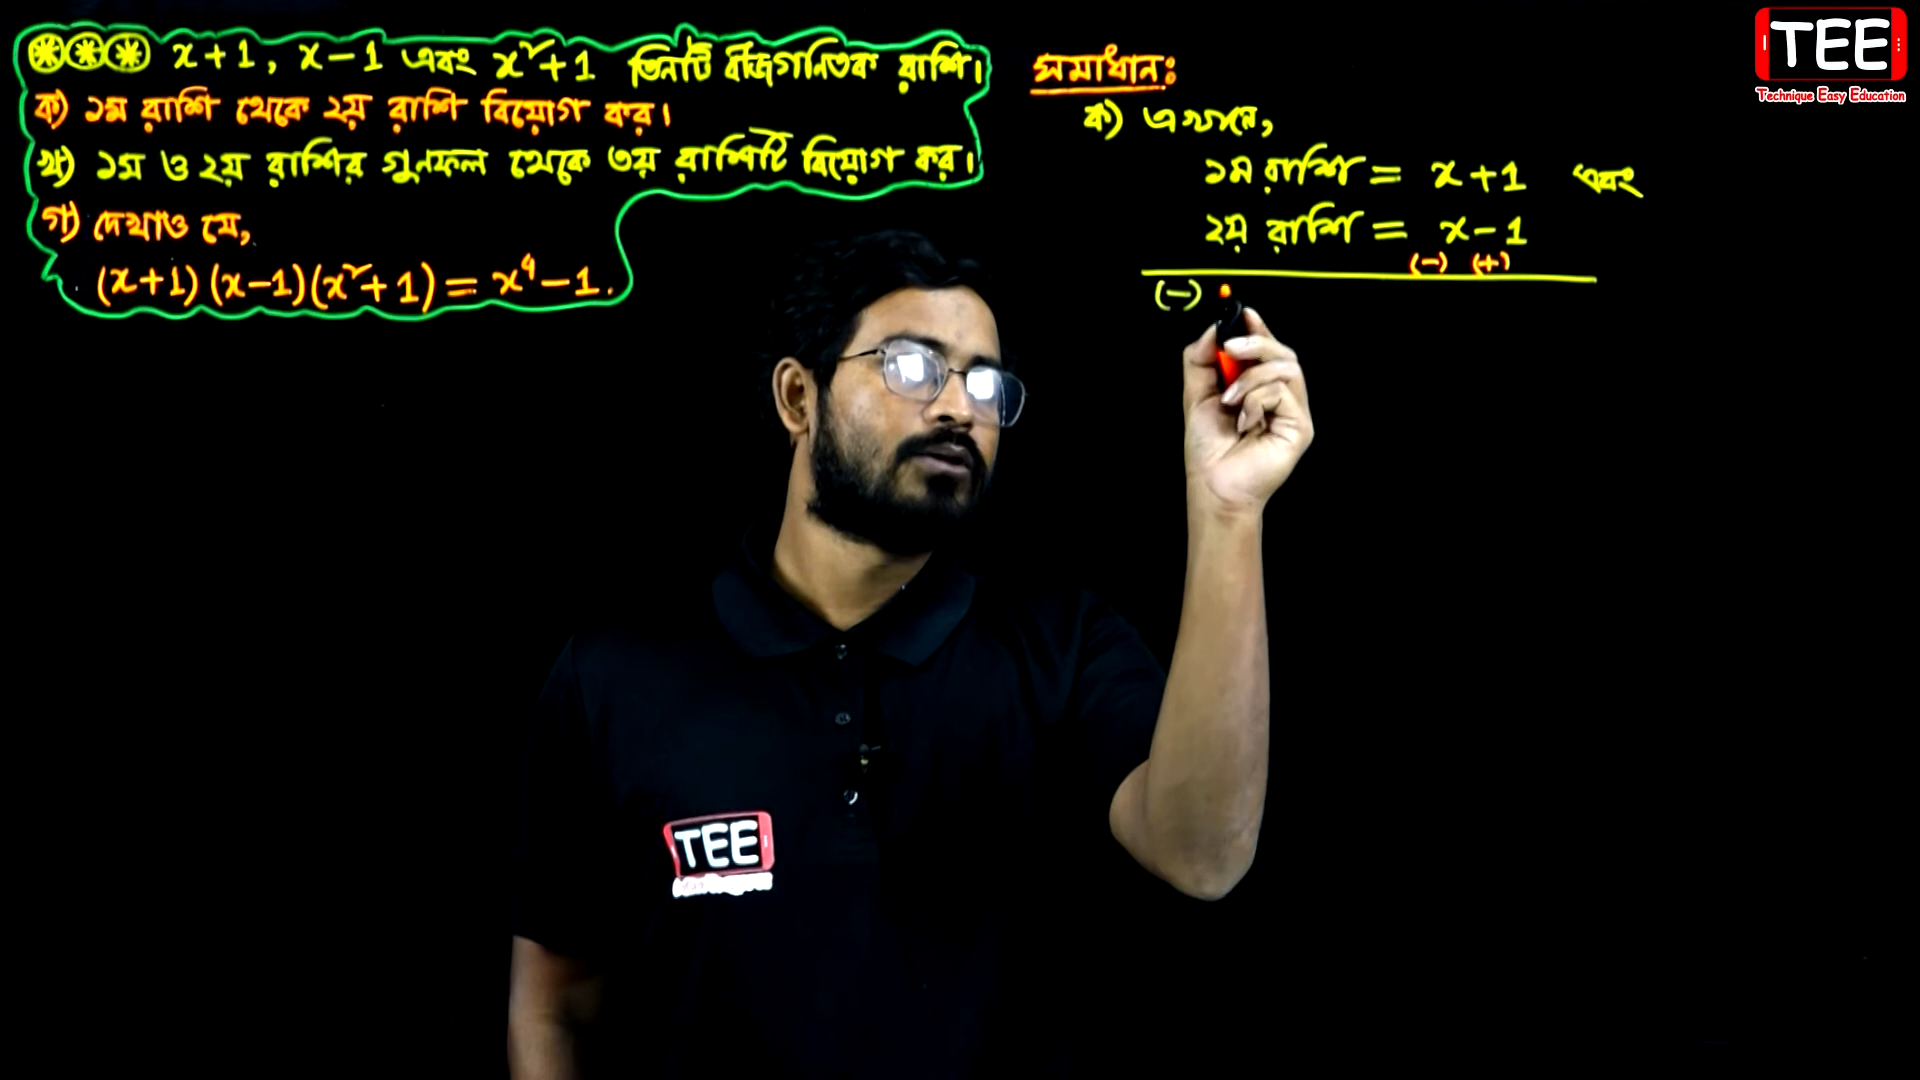 x+1, x-1 এবং x²+1 তিনটি বীজগণিতিক রাশি।
ক) ১ম রাশি থেকে ২য় রাশি বিয়োগ কর।
খ) ১ম ও ২য় রাশির গুনফল থেকে ৩য় রাশিটি বিয়োগ কর।
গ) দেখাও যে,
(x+1)(x-1)(x²+1) = x⁴-1.
সমাধান:
ক) এখানে,
১ম রাশি = x+1 এবং
২য় রাশি = x-1
(-) (+)
(-)
TEE
Technique Easy Education
TEE